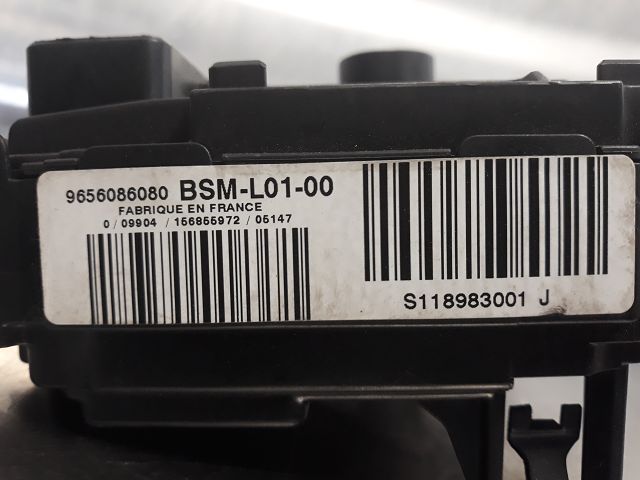 9656086080 BSM-L01-00
FABRIQUE EN FRANCE
0 / 09904 / 156855972 / 05147
S118983001 J